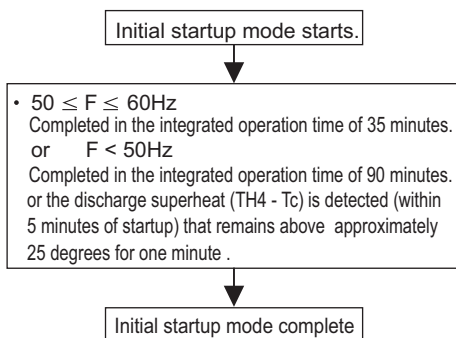 Initial startup mode starts.
• 50 ≤ F ≤ 60Hz
Completed in the integrated operation time of 35 minutes.
or F < 50Hz
Completed in the integrated operation time of 90 minutes.
or the discharge superheat (TH4 - Tc) is detected (within
5 minutes of startup) that remains above approximately
25 degrees for one minute .
Initial startup mode complete